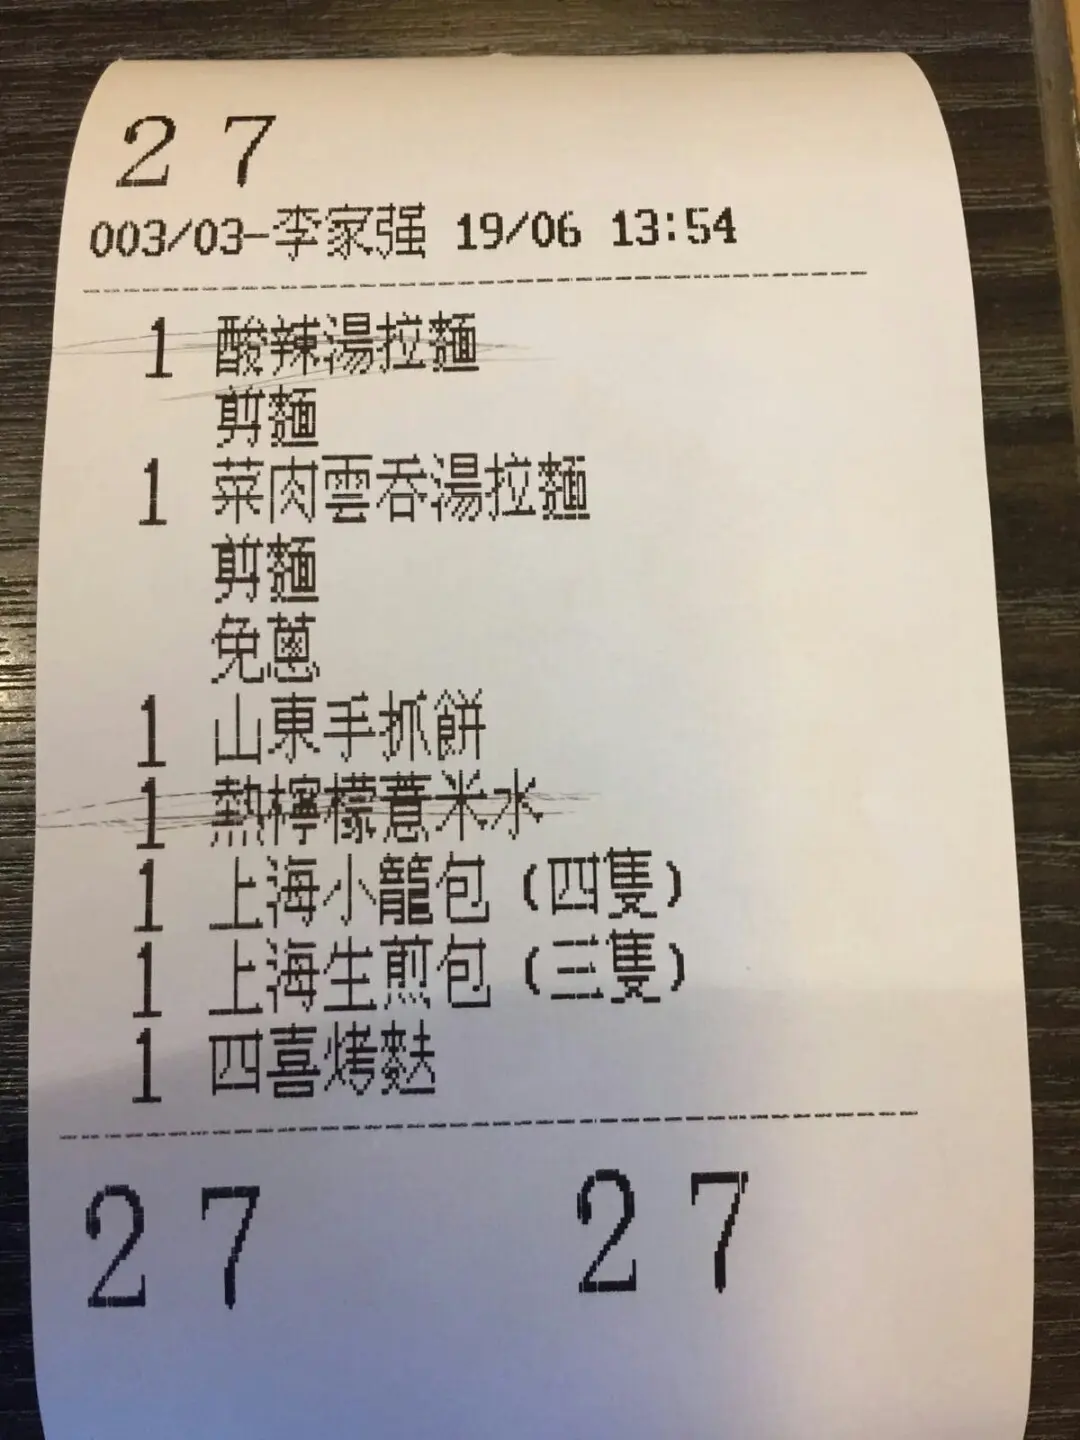 27
003/03-李家强 19/06 13:54
1 酸辣湯拉麵
剪麵
1 菜肉雲吞湯拉麵
剪麵
免蔥
1 山東手抓餅
1 熱檸檬薏米水
1 上海小籠包 (四隻)
1 上海生煎包 (三隻)
1 四喜烤麩
27 27